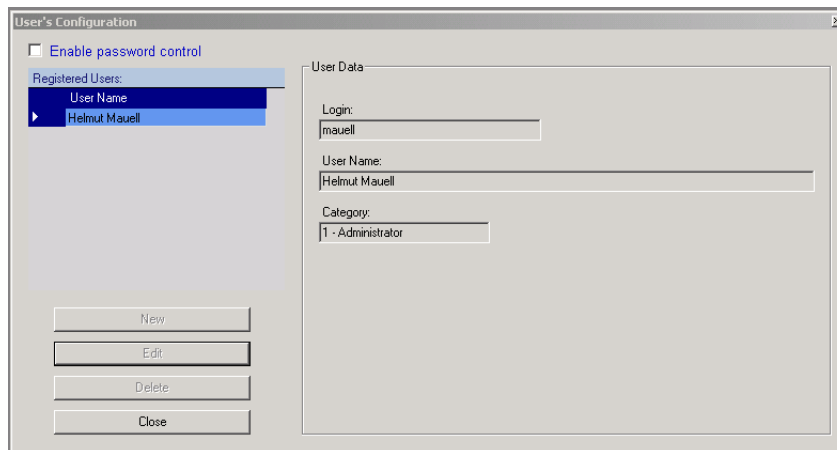 User's Configuration
Enable password control
Registered Users:
User Name
Helmut Mauell
New
Edit
Delete
Close
User Data
Login:
mauell
User Name:
Helmut Mauell
Category:
1 - Administrator